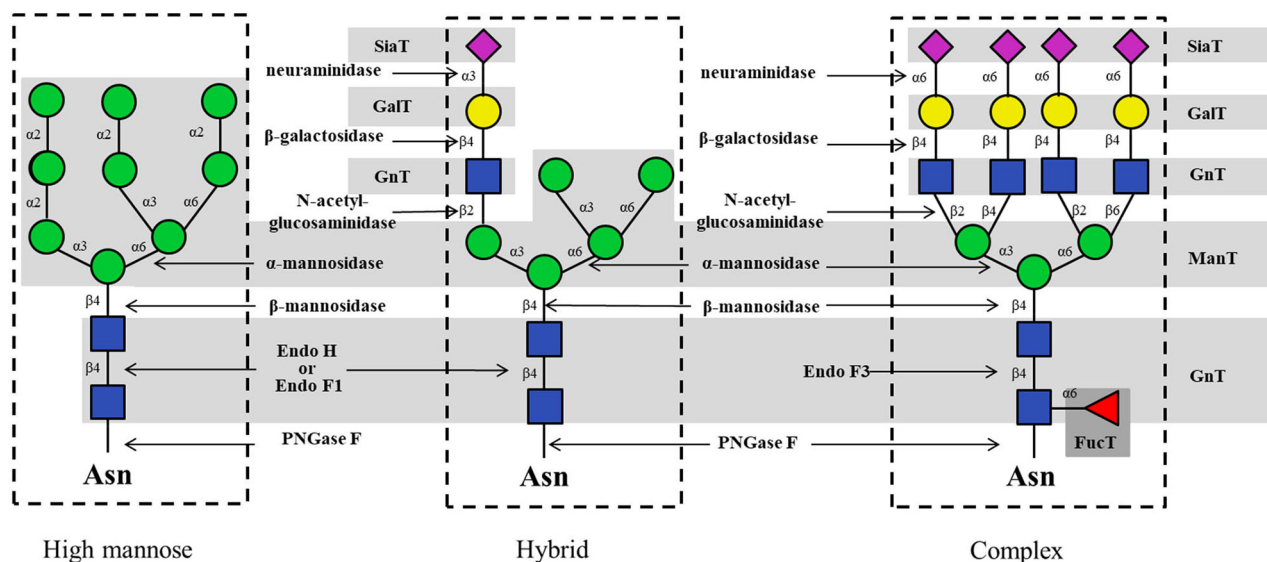 SiaT
neuraminidase
α3
GalT
β-galactosidase
β4
GnT
N-acetyl-
glucosaminidase
β2
α2
α2
α2
α2
α3
α6
α3
α6
α3
α6
α3
α6
α-mannosidase
β4
β-mannosidase
β4
β4
Endo H
or
Endo F1
β4
PNGase F
Asn
Asn
α6
α6
α6
α6
SiaT
neuraminidase
GalT
β-galactosidase
β4
β4
β4
β4
GnT
N-acetyl-
glucosaminidase
β2
β4
β2
β6
α3
α6
α-mannosidase
ManT
β-mannosidase
β4
Endo F3
β4
GnT
α6
FucT
PNGase F
Asn
High mannose
Hybrid
Complex